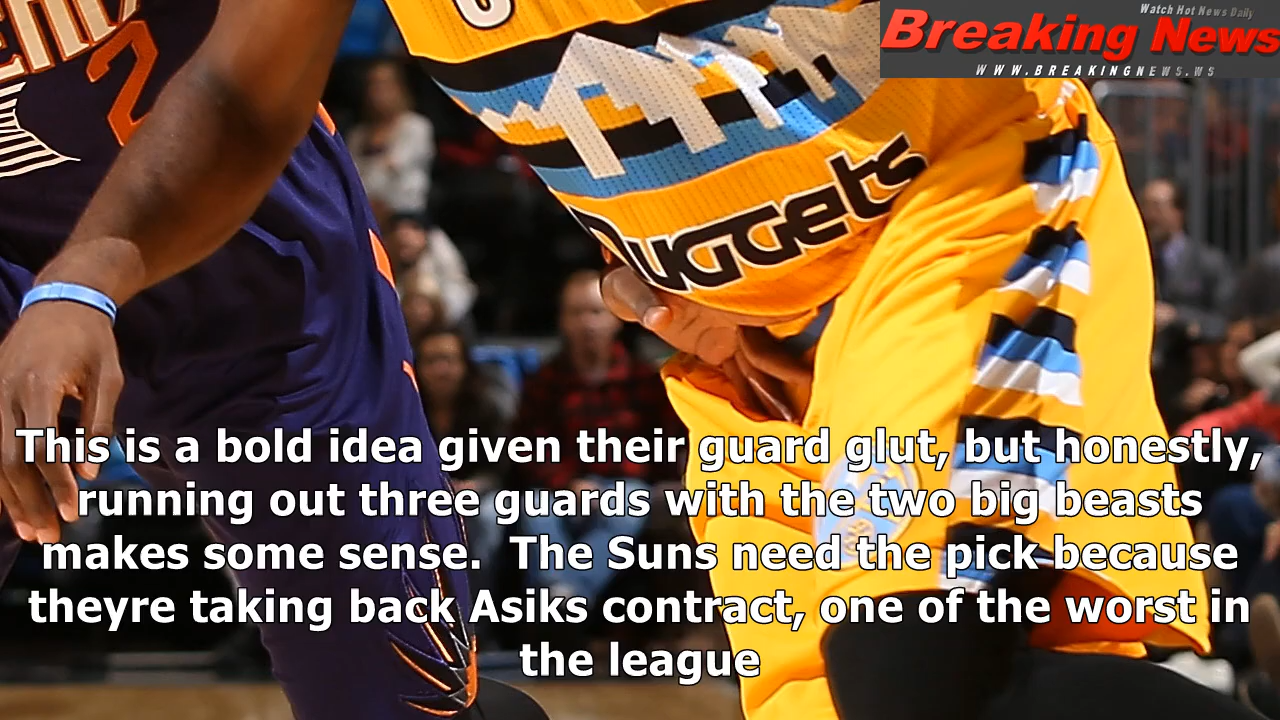 Watch Hot News Daily
Breaking News
WWW.BREAKINGNEWS.WS
2
Nuggets
This is a bold idea given their guard glut, but honestly,
running out three guards with the two big beasts
makes some sense.  The Suns need the pick because
theyre taking back Asiks contract, one of the worst in
the league